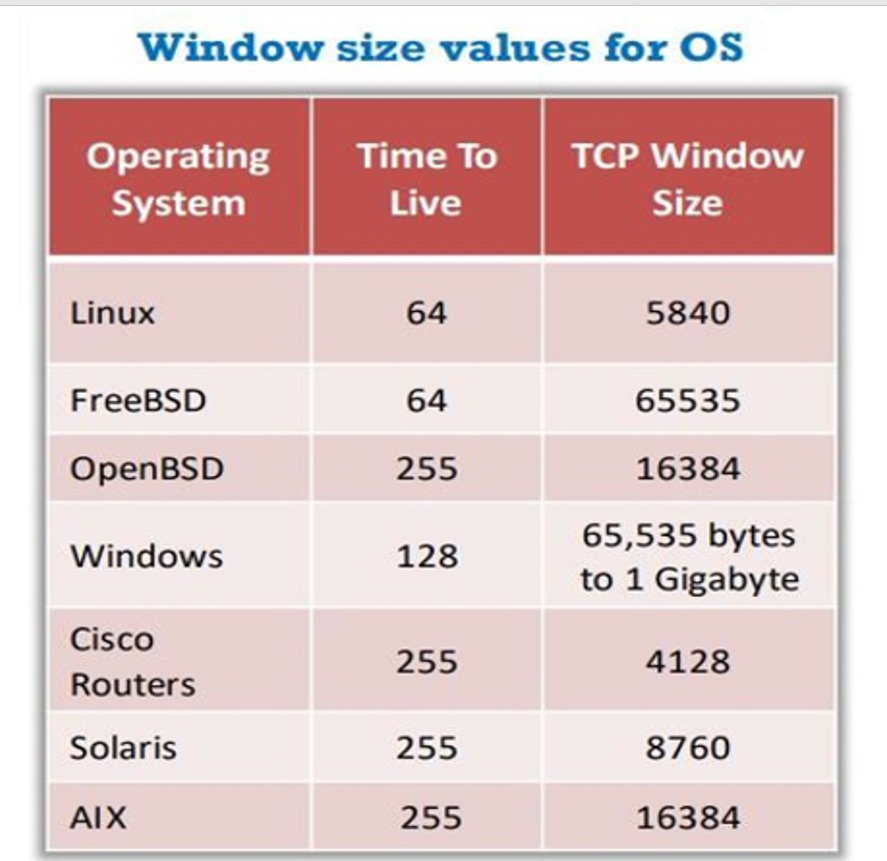 Window size values for OS
Operating System Time To Live TCP Window Size
Linux 64 5840
FreeBSD 64 65535
OpenBSD 255 16384
Windows 128 65,535 bytes to 1 Gigabyte
Cisco Routers 255 4128
Solaris 255 8760
AIX 255 16384